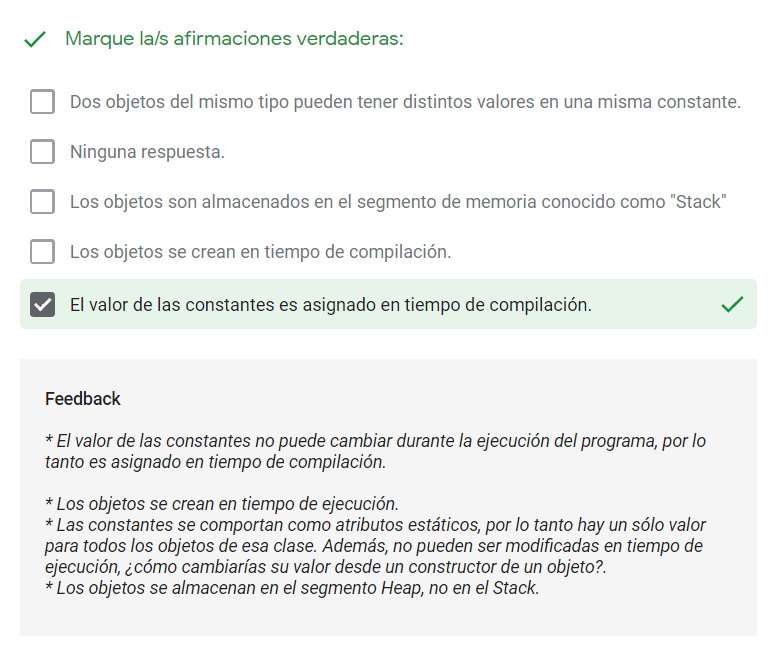 Marque la/s afirmaciones verdaderas:
Dos objetos del mismo tipo pueden tener distintos valores en una misma constante.
Ninguna respuesta.
Los objetos son almacenados en el segmento de memoria conocido como "Stack"
Los objetos se crean en tiempo de compilación.
El valor de las constantes es asignado en tiempo de compilación.
Feedback
* El valor de las constantes no puede cambiar durante la ejecución del programa, por lo
tanto es asignado en tiempo de compilación.
* Los objetos se crean en tiempo de ejecución.
* Las constantes se comportan como atributos estáticos, por lo tanto hay un sólo valor
para todos los objetos de esa clase. Además, no pueden ser modificadas en tiempo de
ejecución, ¿cómo cambiarías su valor desde un constructor de un objeto?.
* Los objetos se almacenan en el segmento Heap, no en el Stack.